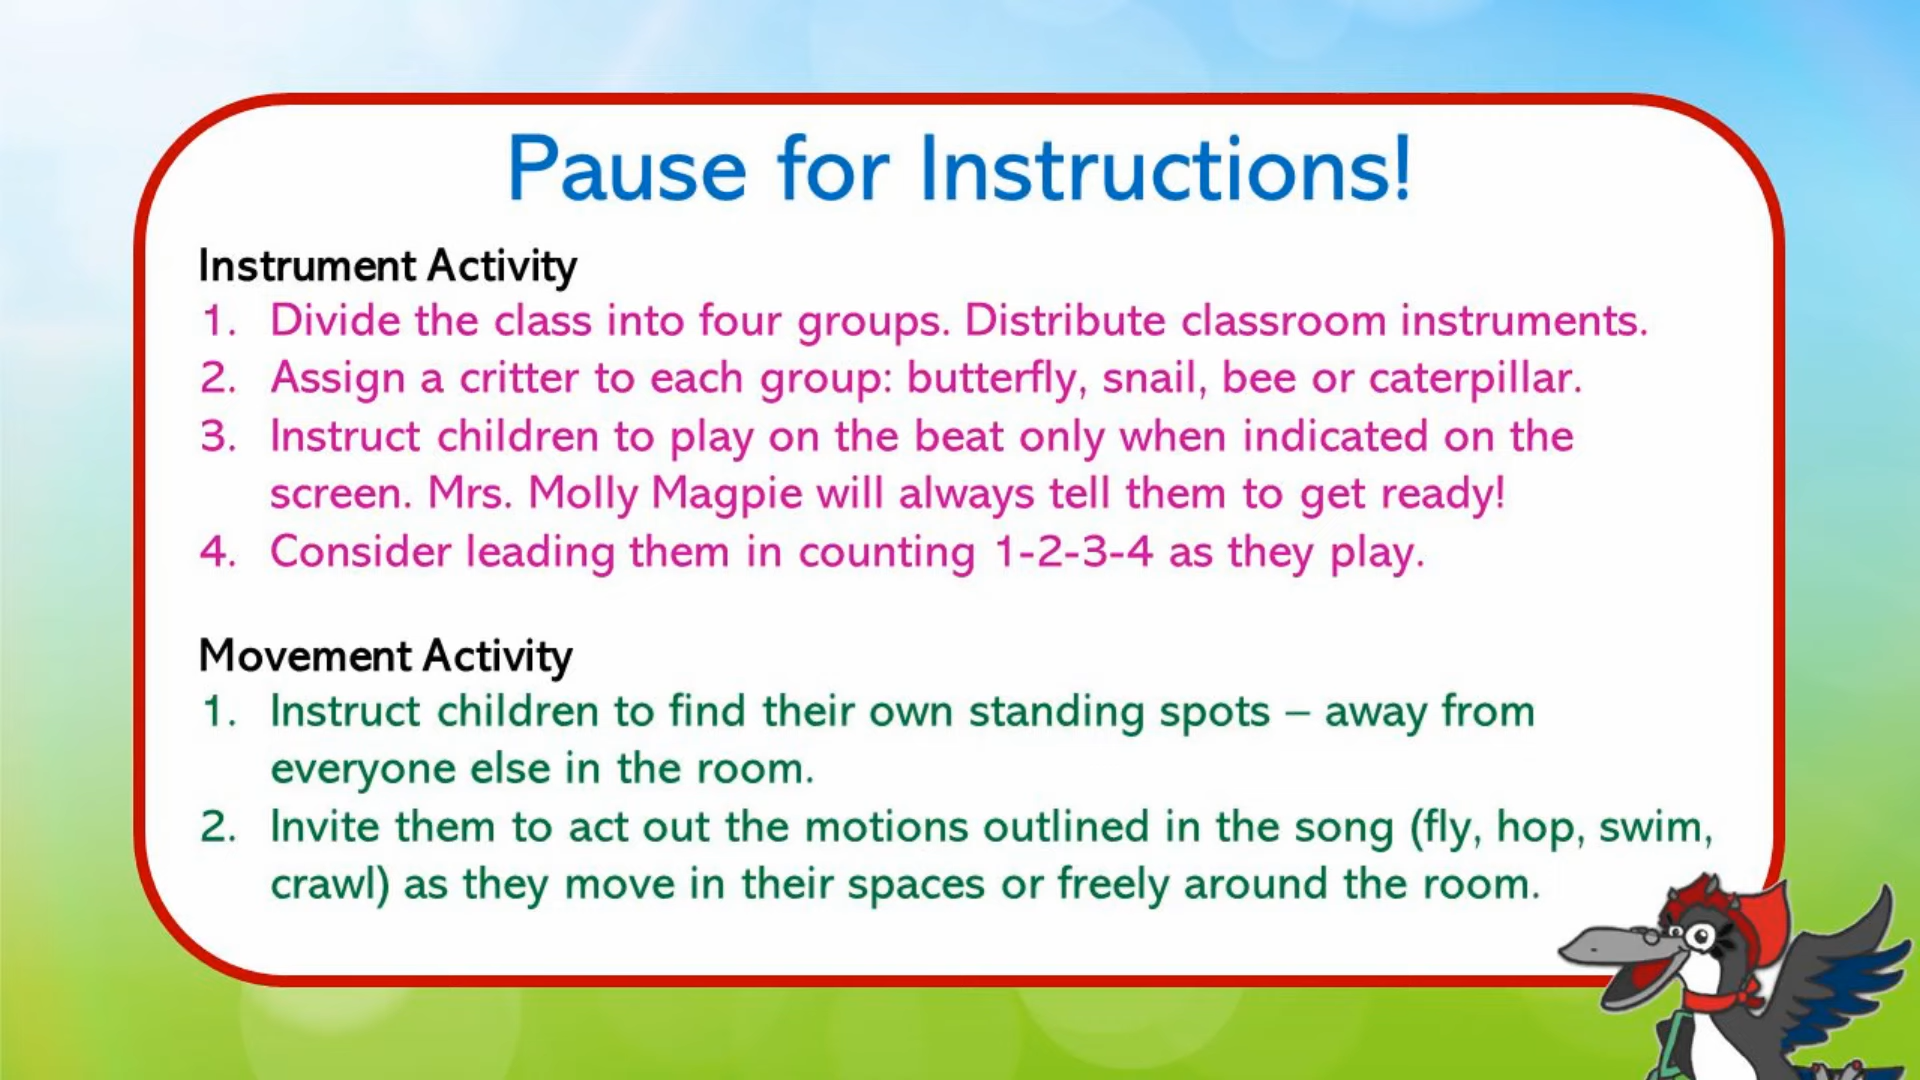 Pause for Instructions!
Instrument Activity
1. Divide the class into four groups. Distribute classroom instruments.
2. Assign a critter to each group: butterfly, snail, bee or caterpillar.
3. Instruct children to play on the beat only when indicated on the
screen. Mrs. Molly Magpie will always tell them to get ready!
4. Consider leading them in counting 1-2-3-4 as they play.
Movement Activity
1. Instruct children to find their own standing spots – away from
everyone else in the room.
2. Invite them to act out the motions outlined in the song (fly, hop, swim,
crawl) as they move in their spaces or freely around the room.